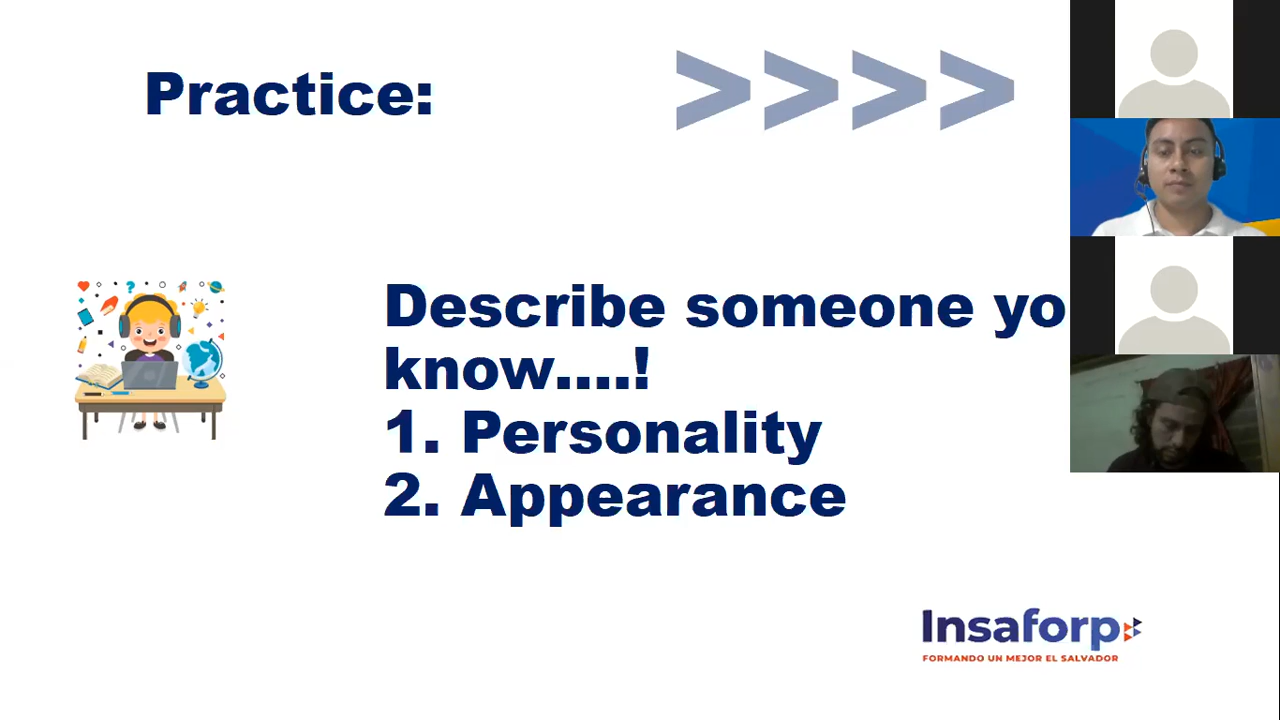 Practice:
>>>>
Describe someone yo
know....!
1. Personality
2. Appearance
Insaforp
FORMANDO UN MEJOR EL SALVADOR